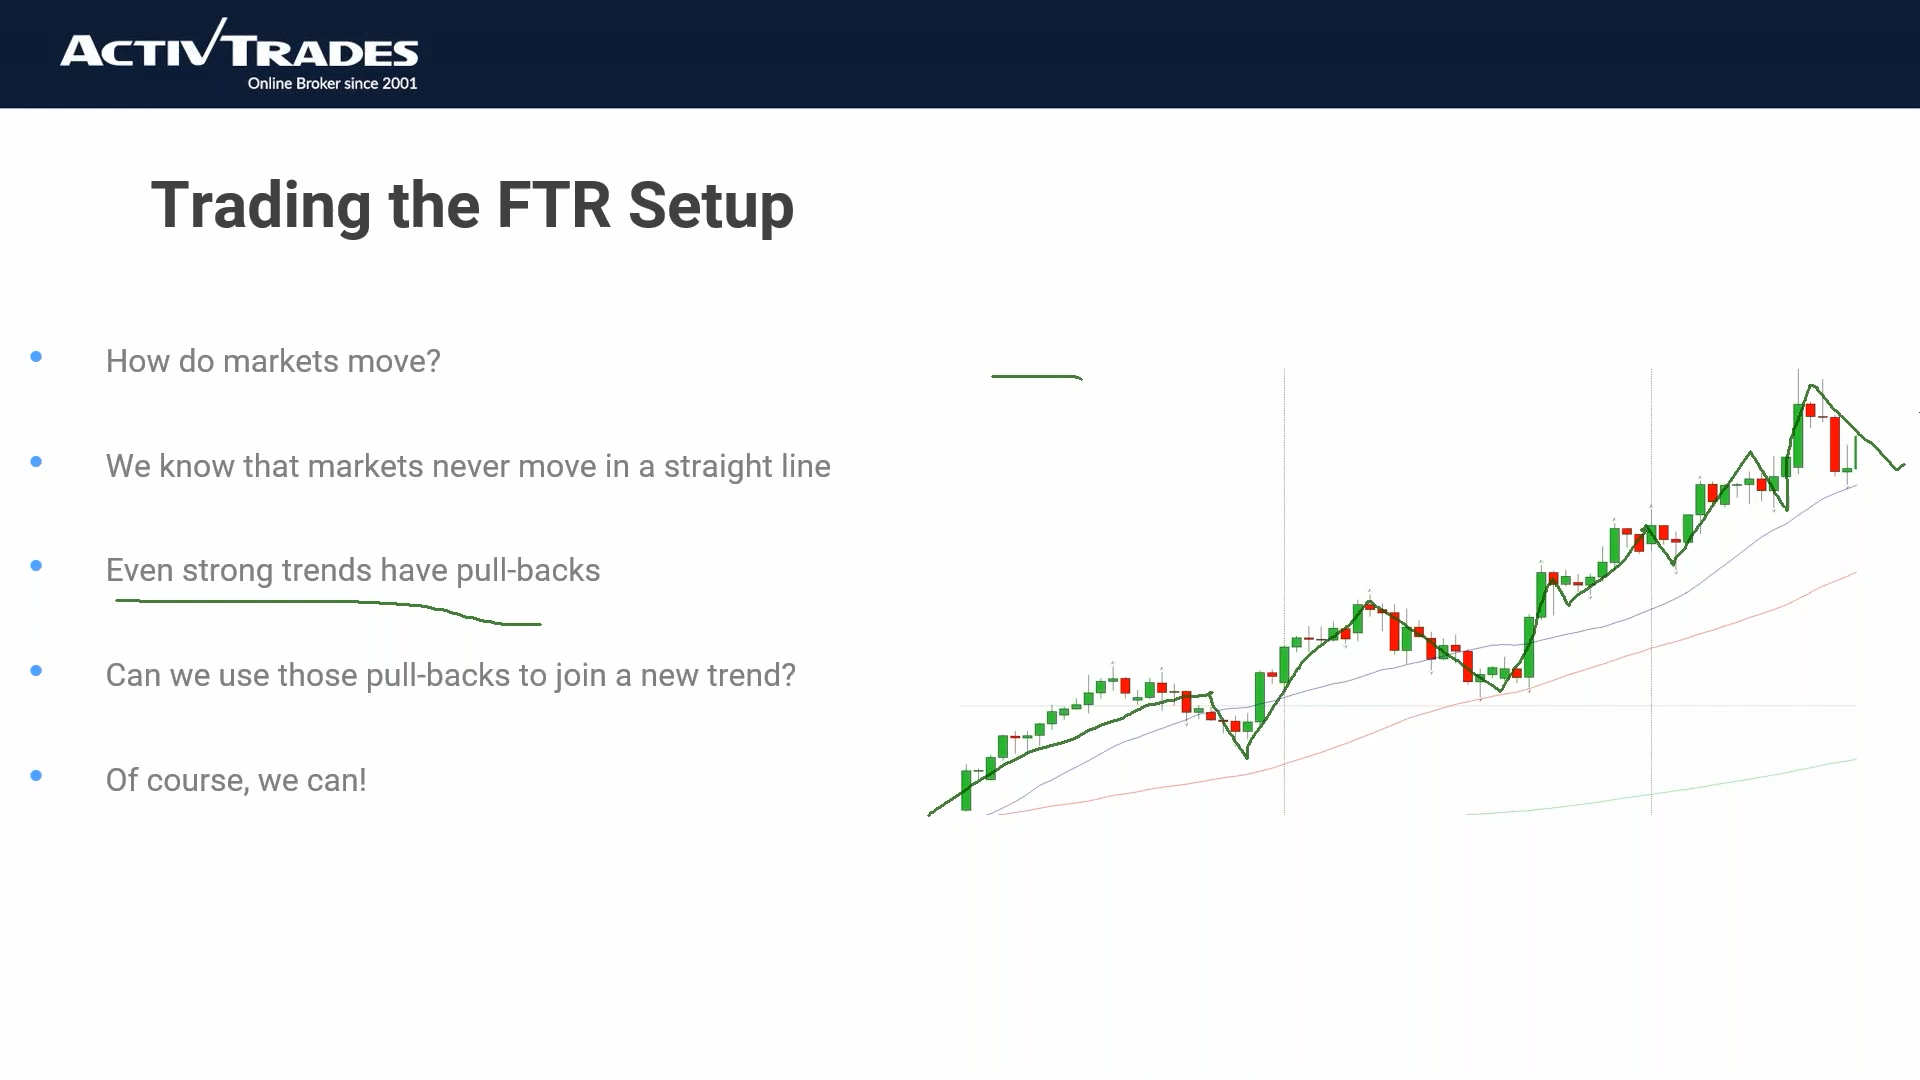 ACTIVTRADES
Online Broker since 2001
Trading the FTR Setup
How do markets move?
We know that markets never move in a straight line
Even strong trends have pull-backs
Can we use those pull-backs to join a new trend?
Of course, we can!